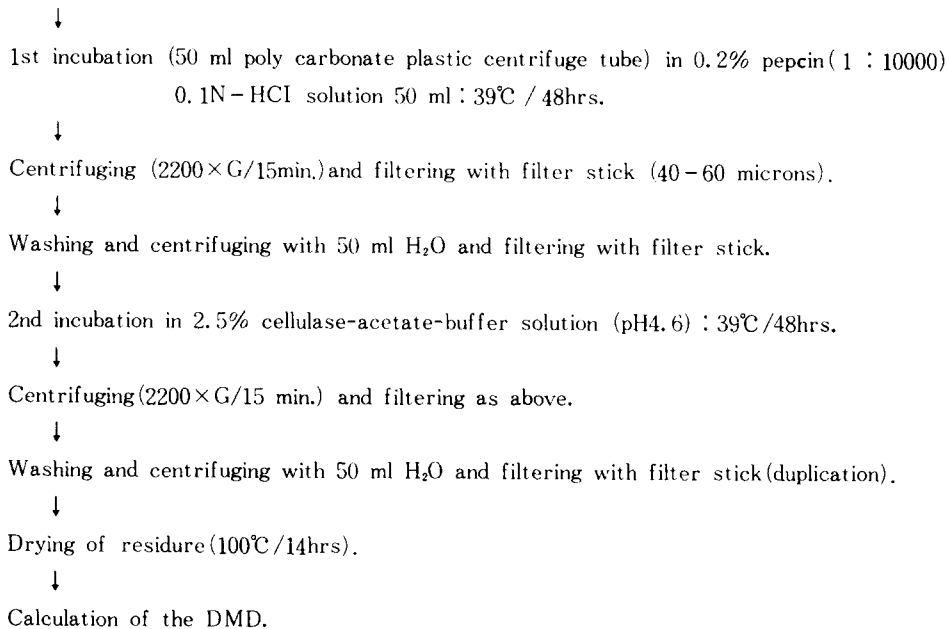 ↓
1st incubation (50 ml poly carbonate plastic centrifuge tube) in 0.2% pepcin(1 : 10000)
0.1N-HCI solution 50 ml : 39℃ / 48hrs.
↓
Centrifuging (2200×G/15min.)and filtering with filter stick (40-60 microns).
↓
Washing and centrifuging with 50 ml H₂O and filtering with filter stick.
↓
2nd incubation in 2.5% cellulase-acetate-buffer solution (pH4.6) : 39℃/48hrs.
↓
Centrifuging(2200×G/15 min.) and filtering as above.
↓
Washing and centrifuging with 50 ml H₂O and filtering with filter stick(duplication).
↓
Drying of residure(100℃/14hrs).
↓
Calculation of the DMD.